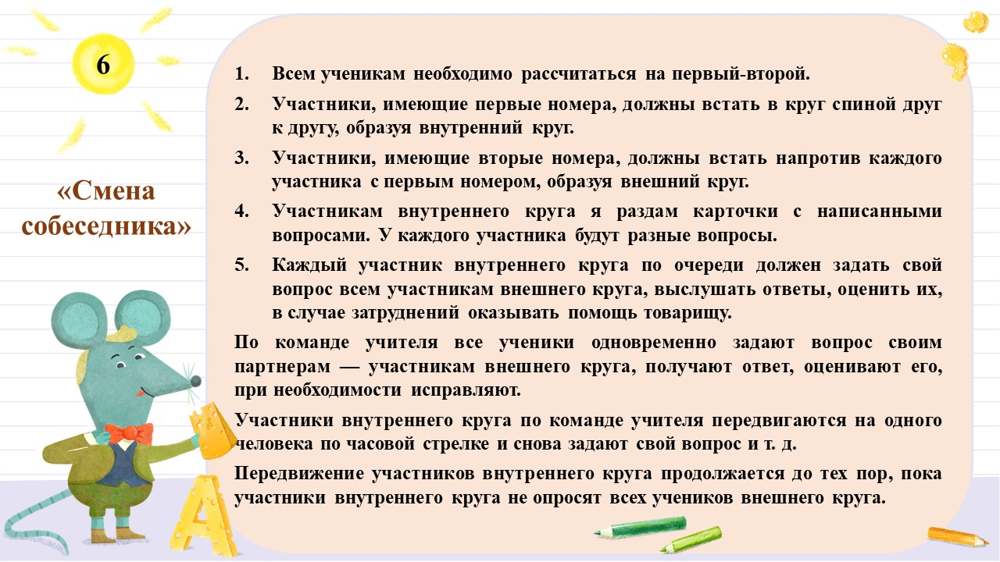 6
«Смена
собеседника»
1. Всем ученикам необходимо рассчитаться на первый-второй.
2. Участники, имеющие первые номера, должны встать в круг спиной друг
к другу, образуя внутренний круг.
3. Участники, имеющие вторые номера, должны встать напротив каждого
участника с первым номером, образуя внешний круг.
4. Участникам внутреннего круга я раздам карточки с написанными
вопросами. У каждого участника будут разные вопросы.
5. Каждый участник внутреннего круга по очереди должен задать свой
вопрос всем участникам внешнего круга, выслушать ответы, оценить их,
в случае затруднений оказывать помощь товарищу.
По команде учителя все ученики одновременно задают вопрос своим
партнерам — участникам внешнего круга, получают ответ, оценивают его,
при необходимости исправляют.
Участники внутреннего круга по команде учителя передвигаются на одного
человека по часовой стрелке и снова задают свой вопрос и т. д.
Передвижение участников внутреннего круга продолжается до тех пор, пока
участники внутреннего круга не опросят всех учеников внешнего круга.
А